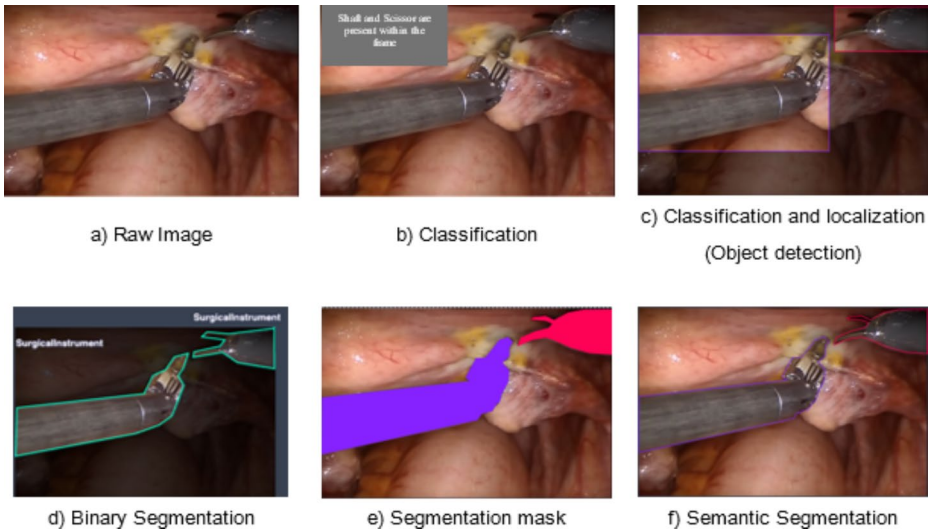 Shaft and Scissor are
present within the
frame
a) Raw Image
b) Classification
c) Classification and localization
(Object detection)
SurgicalInstrument
SurgicalInstrument
d) Binary Segmentation
e) Segmentation mask
f) Semantic Segmentation